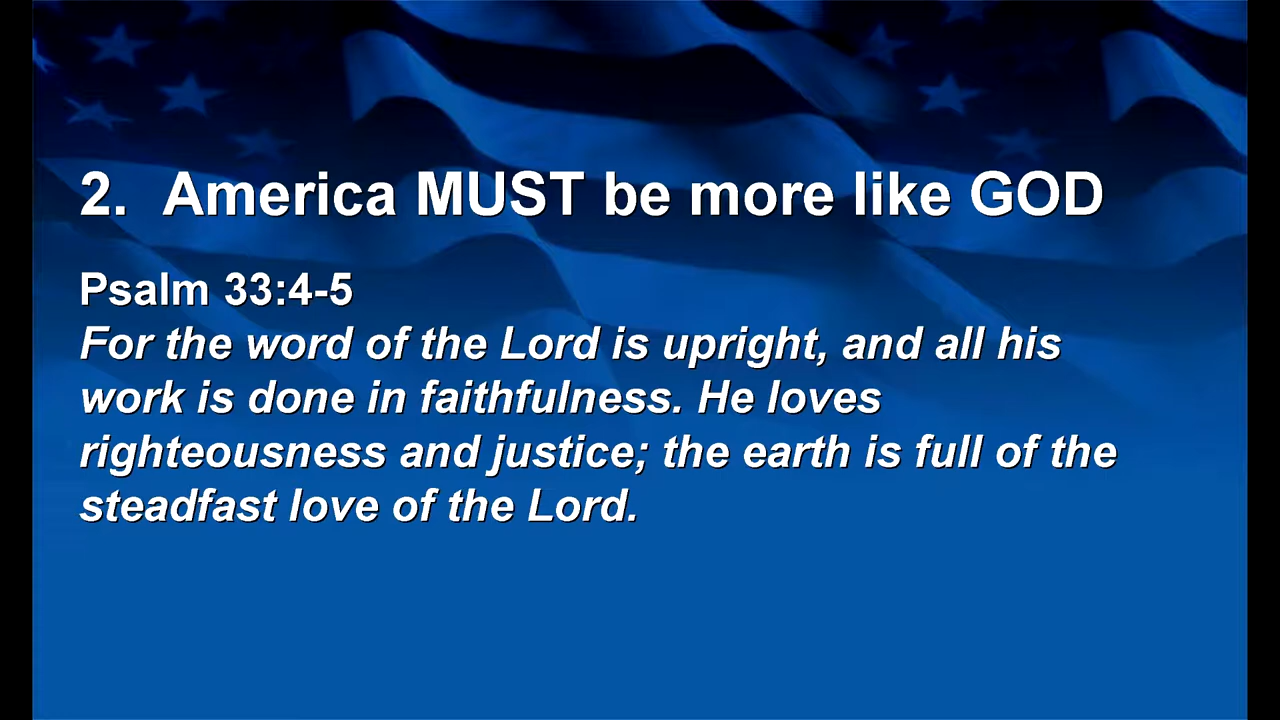 2. America MUST be more like GOD
Psalm 33:4-5
For the word of the Lord is upright, and all his
work is done in faithfulness. He loves
righteousness and justice; the earth is full of the
steadfast love of the Lord.